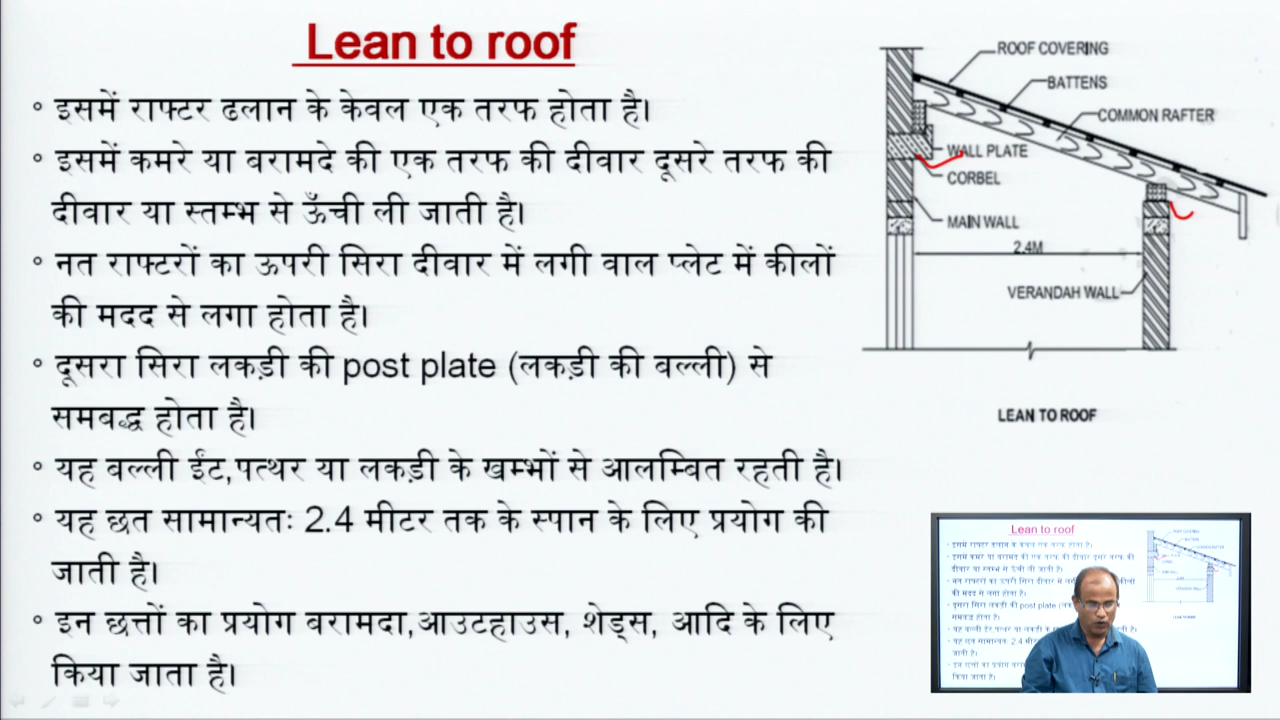 Lean to roof
• इसमें राफ्टर ढलान के केवल एक तरफ होता है।
• इसमें कमरे या बरामदे की एक तरफ की दीवार दूसरे तरफ की
दीवार या स्तम्भ से ऊँची ली जाती है।
• नत राफ्टरों का ऊपरी सिरा दीवार में लगी वाल प्लेट में कीलों
की मदद से लगा होता है।
• दूसरा सिरा लकड़ी की post plate (लकड़ी की बल्ली) से
समबद्ध होता है।
• यह बल्ली ईंट,पत्थर या लकड़ी के खम्भों से आलम्बित रहती है।
• यह छत सामान्यतः 2.4 मीटर तक के स्पान के लिए प्रयोग की
जाती है।
• इन छत्तों का प्रयोग बरामदा,आउटहाउस, शेड्स, आदि के लिए
किया जाता है।
ROOF COVERING
BATTENS
COMMON RAFTER
WALL PLATE
CORBEL
MAIN WALL
2.4M
VERANDAH WALL
LEAN TO ROOF
Lean to roof